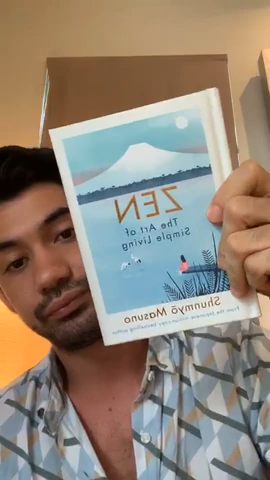 ZEN
The Art of
Simple Living
Shunmyō Masuno
From the Japanese million-copy bestselling author